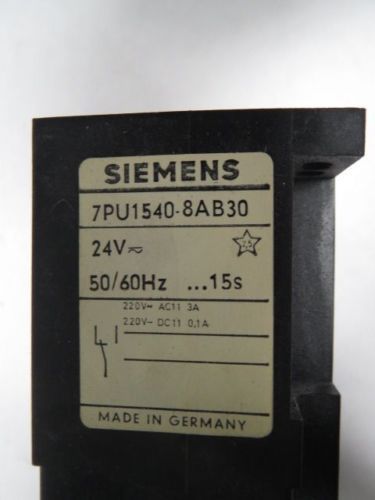 SIEMENS
7PU1540-8AB30
24V≂
50/60Hz ...15s
220V~ AC11 3A
220V- DC11 0,1A
MADE IN GERMANY